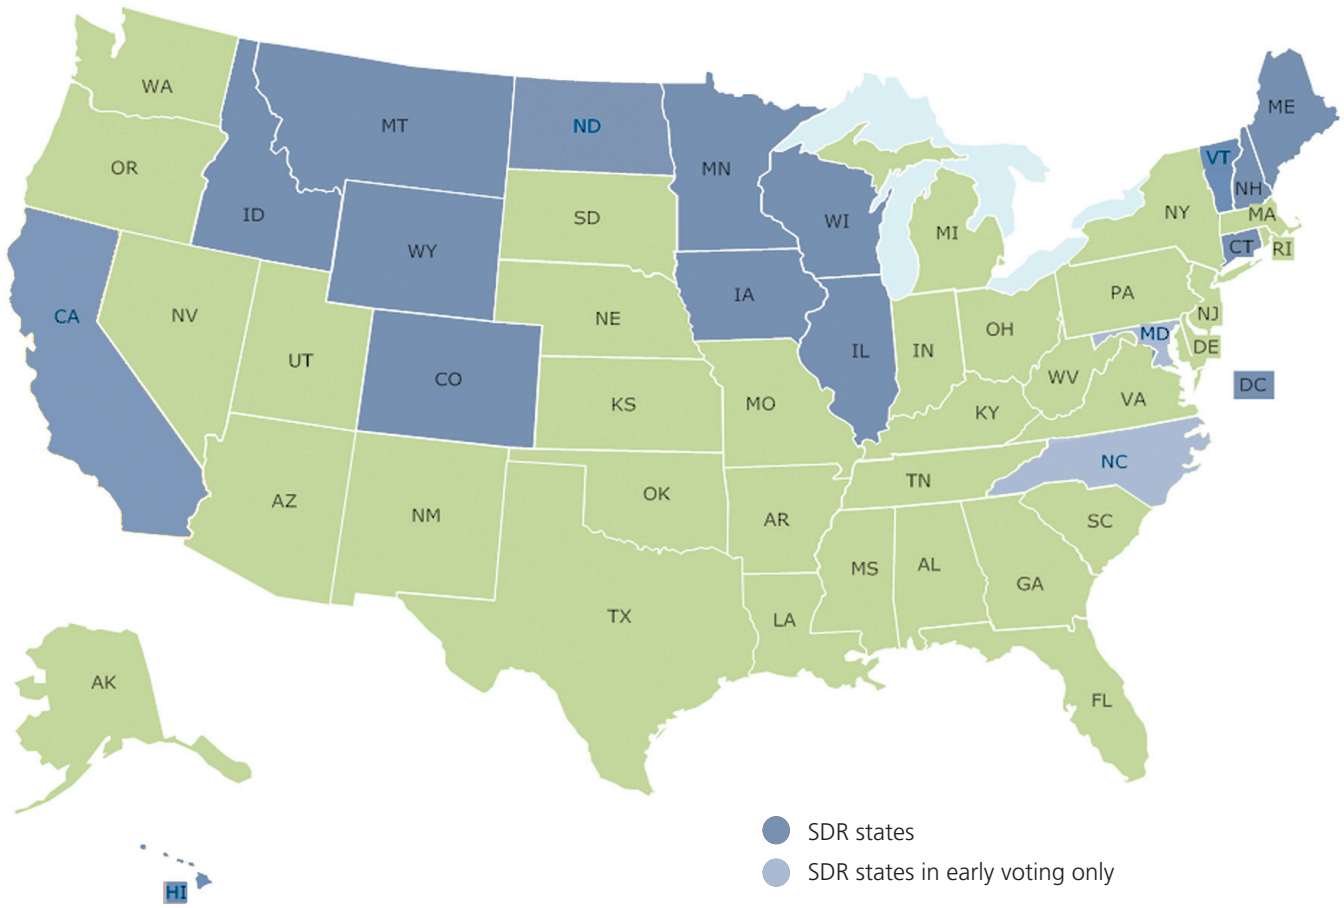 WA
MT
ND
ME
OR
MN
VT
NH
ID
SD
WI
NY
MA
WY
MI
CT
RI
CA
NV
IA
PA
NJ
NE
OH
MD
DE
UT
IL
IN
CO
WV
DC
KS
MO
KY
VA
NC
AZ
NM
OK
TN
AR
SC
MS
AL
GA
TX
LA
AK
FL
HI
SDR states
SDR states in early voting only